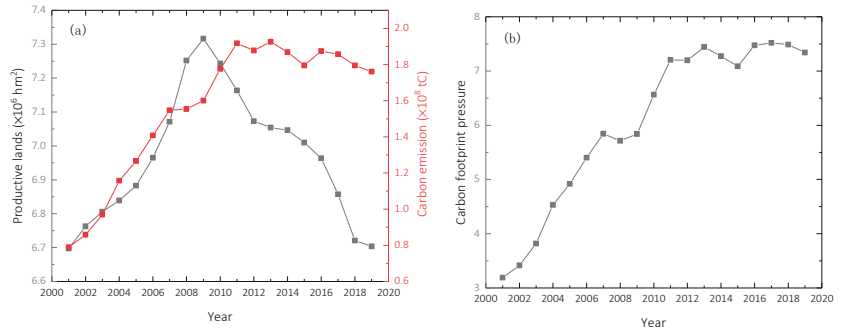 (a)
7.4
7.3
7.2
7.1
7.0
6.9
6.8
6.7
6.6
Productive lands (×10⁶ hm²)
2.0
1.8
1.6
1.4
1.2
1.0
0.8
0.6
Carbon emission (×10⁸ tC)
2000 2002 2004 2006 2008 2010 2012 2014 2016 2018 2020
Year
(b)
8
7
6
5
4
3
Carbon footprint pressure
2000 2002 2004 2006 2008 2010 2012 2014 2016 2018 2020
Year